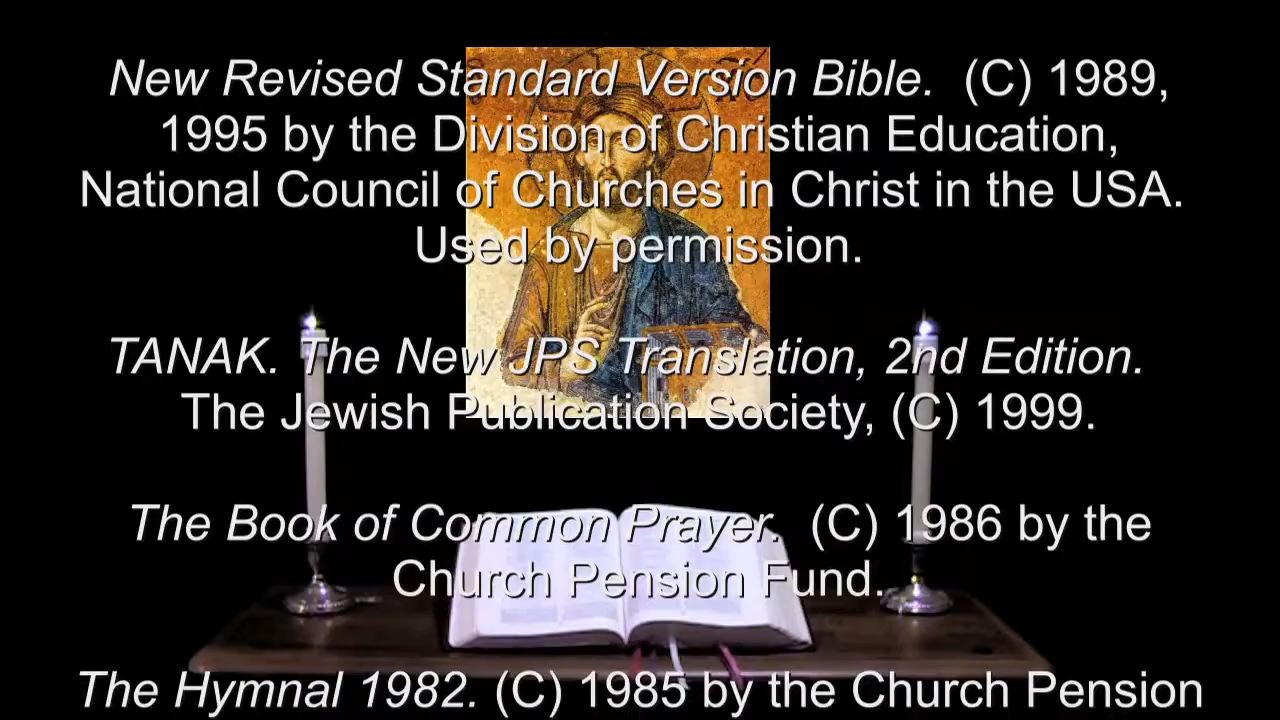 New Revised Standard Version Bible. (C) 1989,
1995 by the Division of Christian Education,
National Council of Churches in Christ in the USA.
Used by permission.
TANAK. The New JPS Translation, 2nd Edition.
The Jewish Publication Society, (C) 1999.
The Book of Common Prayer. (C) 1986 by the
Church Pension Fund.
The Hymnal 1982. (C) 1985 by the Church Pension